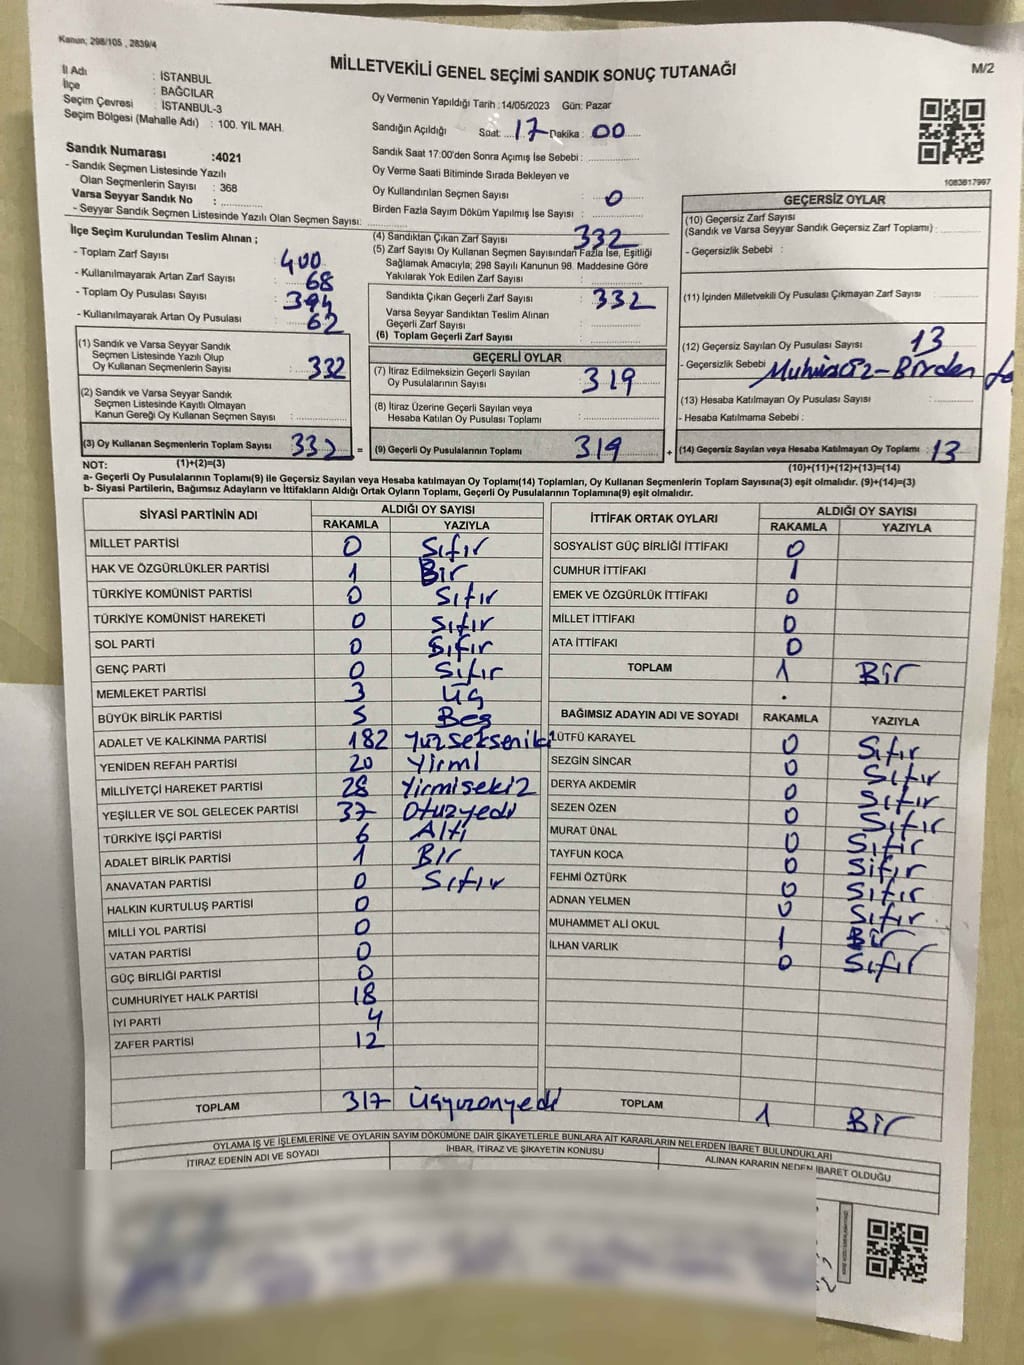 Kanun; 298/105 , 2839/4
MİLLETVEKİLİ GENEL SEÇİMİ SANDIK SONUÇ TUTANAĞI
M/2
İl Adı : İSTANBUL
İlçe : BAĞCILAR
Seçim Çevresi : İSTANBUL-3
Seçim Bölgesi (Mahalle Adı) : 100. YIL MAH.
Sandık Numarası :4021
- Sandık Seçmen Listesinde Yazılı
Olan Seçmenlerin Sayısı : 368
Varsa Seyyar Sandık No : ..............
- Seyyar Sandık Seçmen Listesinde Yazılı Olan Seçmen Sayısı: ..............
Oy Vermenin Yapıldığı Tarih :14/05/2023 Gün: Pazar
Sandığın Açıldığı Saat: 17 Dakika : 00
Sandık Saat 17:00'den Sonra Açımış İse Sebebi : ..............
Oy Verme Saati Bitiminde Sırada Bekleyen ve
Oy Kullandırılan Seçmen Sayısı : 0
Birden Fazla Sayım Döküm Yapılmış İse Sayısı : ..............
1083617997
İlçe Seçim Kurulundan Teslim Alınan ;
- Toplam Zarf Sayısı : 400
- Kullanılmayarak Artan Zarf Sayısı : 68
- Toplam Oy Pusulası Sayısı : 394
- Kullanılmayarak Artan Oy Pusulası : 62
(1) Sandık ve Varsa Seyyar Sandık
Seçmen Listesinde Yazılı Olup
Oy Kullanan Seçmenlerin Sayısı : 332
(2) Sandık ve Varsa Seyyar Sandık
Seçmen Listesinde Kayıtlı Olmayan
Kanun Gereği Oy Kullanan Seçmen Sayısı : ..............
(3) Oy Kullanan Seçmenlerin Toplam Sayısı 332 =
(1)+(2)=(3)
(4) Sandıktan Çıkan Zarf Sayısı : 332
(5) Zarf Sayısı Oy Kullanan Seçmen Sayısından Fazla İse, Eşitliği
Sağlamak Amacıyla; 298 Sayılı Kanunun 98. Maddesine Göre
Yakılarak Yok Edilen Zarf Sayısı : ..............
Sandıkta Çıkan Geçerli Zarf Sayısı : 332
Varsa Seyyar Sandıktan Teslim Alınan
Geçerli Zarf Sayısı : ..............
(6) Toplam Geçerli Zarf Sayısı : ..............
GEÇERLİ OYLAR
(7) İtiraz Edilmeksizin Geçerli Sayılan
Oy Pusulalarının Sayısı : 319
(8) İtiraz Üzerine Geçerli Sayılan veya
Hesaba Katılan Oy Pusulası Toplamı : ..............
(9) Geçerli Oy Pusulalarının Toplamı 319 +
GEÇERSİZ OYLAR
(10) Geçersiz Zarf Sayısı
(Sandık ve Varsa Seyyar Sandık Geçersiz Zarf Toplamı) : ..............
- Geçersizlik Sebebi :
(11) İçinden Milletvekili Oy Pusulası Çıkmayan Zarf Sayısı : ..............
(12) Geçersiz Sayılan Oy Pusulası Sayısı : 13
- Geçersizlik Sebebi Mühürsüz-Birden
(13) Hesaba Katılmayan Oy Pusulası Sayısı : ..............
- Hesaba Katılmama Sebebi :
(14) Geçersiz Sayılan veya Hesaba Katılmayan Oy Toplamı : 13
(10)+(11)+(12)+(13)=(14)
NOT:
a- Geçerli Oy Pusulalarının Toplamı(9) ile Geçersiz Sayılan veya Hesaba katılmayan Oy Toplamı(14) Toplamları, Oy Kullanan Seçmenlerin Toplam Sayısına(3) eşit olmalıdır. (9)+(14)=(3)
b- Siyasi Partilerin, Bağımsız Adayların ve İttifakların Aldığı Ortak Oyların Toplamı, Geçerli Oy Pusulalarının Toplamına(9) eşit olmalıdır.
SİYASİ PARTİNİN ADI ALDIĞI OY SAYISI
RAKAMLA YAZIYLA
MİLLET PARTİSİ 0 Sıfır
HAK VE ÖZGÜRLÜKLER PARTİSİ 1 Bir
TÜRKİYE KOMÜNİST PARTİSİ 0 Sıfır
TÜRKİYE KOMÜNİST HAREKETİ 0 Sıfır
SOL PARTİ 0 Sıfır
GENÇ PARTİ 0 Sıfır
MEMLEKET PARTİSİ 3 Üç
BÜYÜK BİRLİK PARTİSİ 5 Beş
ADALET VE KALKINMA PARTİSİ 182 Yüzsekseniki
YENİDEN REFAH PARTİSİ 20 Yirmi
MİLLİYETÇİ HAREKET PARTİSİ 28 Yirmisekiz
YEŞİLLER VE SOL GELECEK PARTİSİ 37 Otuzyedi
TÜRKİYE İŞÇİ PARTİSİ 6 Altı
ADALET BİRLİK PARTİSİ 1 Bir
ANAVATAN PARTİSİ 0 Sıfır
HALKIN KURTULUŞ PARTİSİ 0
MİLLİ YOL PARTİSİ 0
VATAN PARTİSİ 0
GÜÇ BİRLİĞİ PARTİSİ 0
CUMHURİYET HALK PARTİSİ 18
İYİ PARTİ 4
ZAFER PARTİSİ 12
TOPLAM 317 Üçyüzonyedi
İTTİFAK ORTAK OYLARI ALDIĞI OY SAYISI
RAKAMLA YAZIYLA
SOSYALİST GÜÇ BİRLİĞİ İTTİFAKI 0
CUMHUR İTTİFAKI 1
EMEK VE ÖZGÜRLÜK İTTİFAKI 0
MİLLET İTTİFAKI 0
ATA İTTİFAKI 0
TOPLAM 1 Bir
BAĞIMSIZ ADAYIN ADI VE SOYADI RAKAMLA YAZIYLA
LÜTFÜ KARAYEL 0 Sıfır
SEZGİN SİNCAR 0 Sıfır
DERYA AKDEMİR 0 Sıfır
SEZEN ÖZEN 0 Sıfır
MURAT ÜNAL 0 Sıfır
TAYFUN KOCA 0 Sıfır
FEHMİ ÖZTÜRK 0 Sıfır
ADNAN YELMEN 0 Sıfır
MUHAMMET ALİ OKUL 1 Bir
İLHAN VARLIK 0 Sıfır
TOPLAM 1 Bir
OYLAMA İŞ VE İŞLEMLERİNE VE OYLARIN SAYIM DÖKÜMÜNE DAİR ŞİKAYETLERLE BUNLARA AİT KARARLARIN NELERDEN İBARET BULUNDUKLARI
İTİRAZ EDENİN ADI VE SOYADI İHBAR, İTİRAZ VE ŞİKAYETİN KONUSU ALINAN KARARIN NEDEN İBARET OLDUĞU